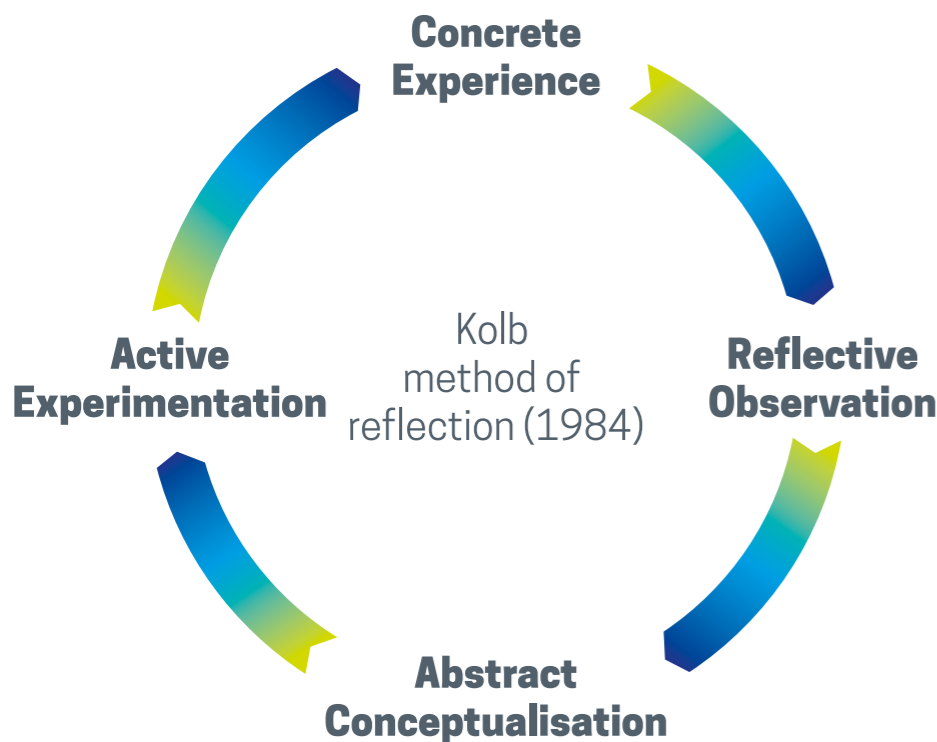 Concrete
Experience
Reflective
Observation
Abstract
Conceptualisation
Active
Experimentation
Kolb
method of
reflection (1984)